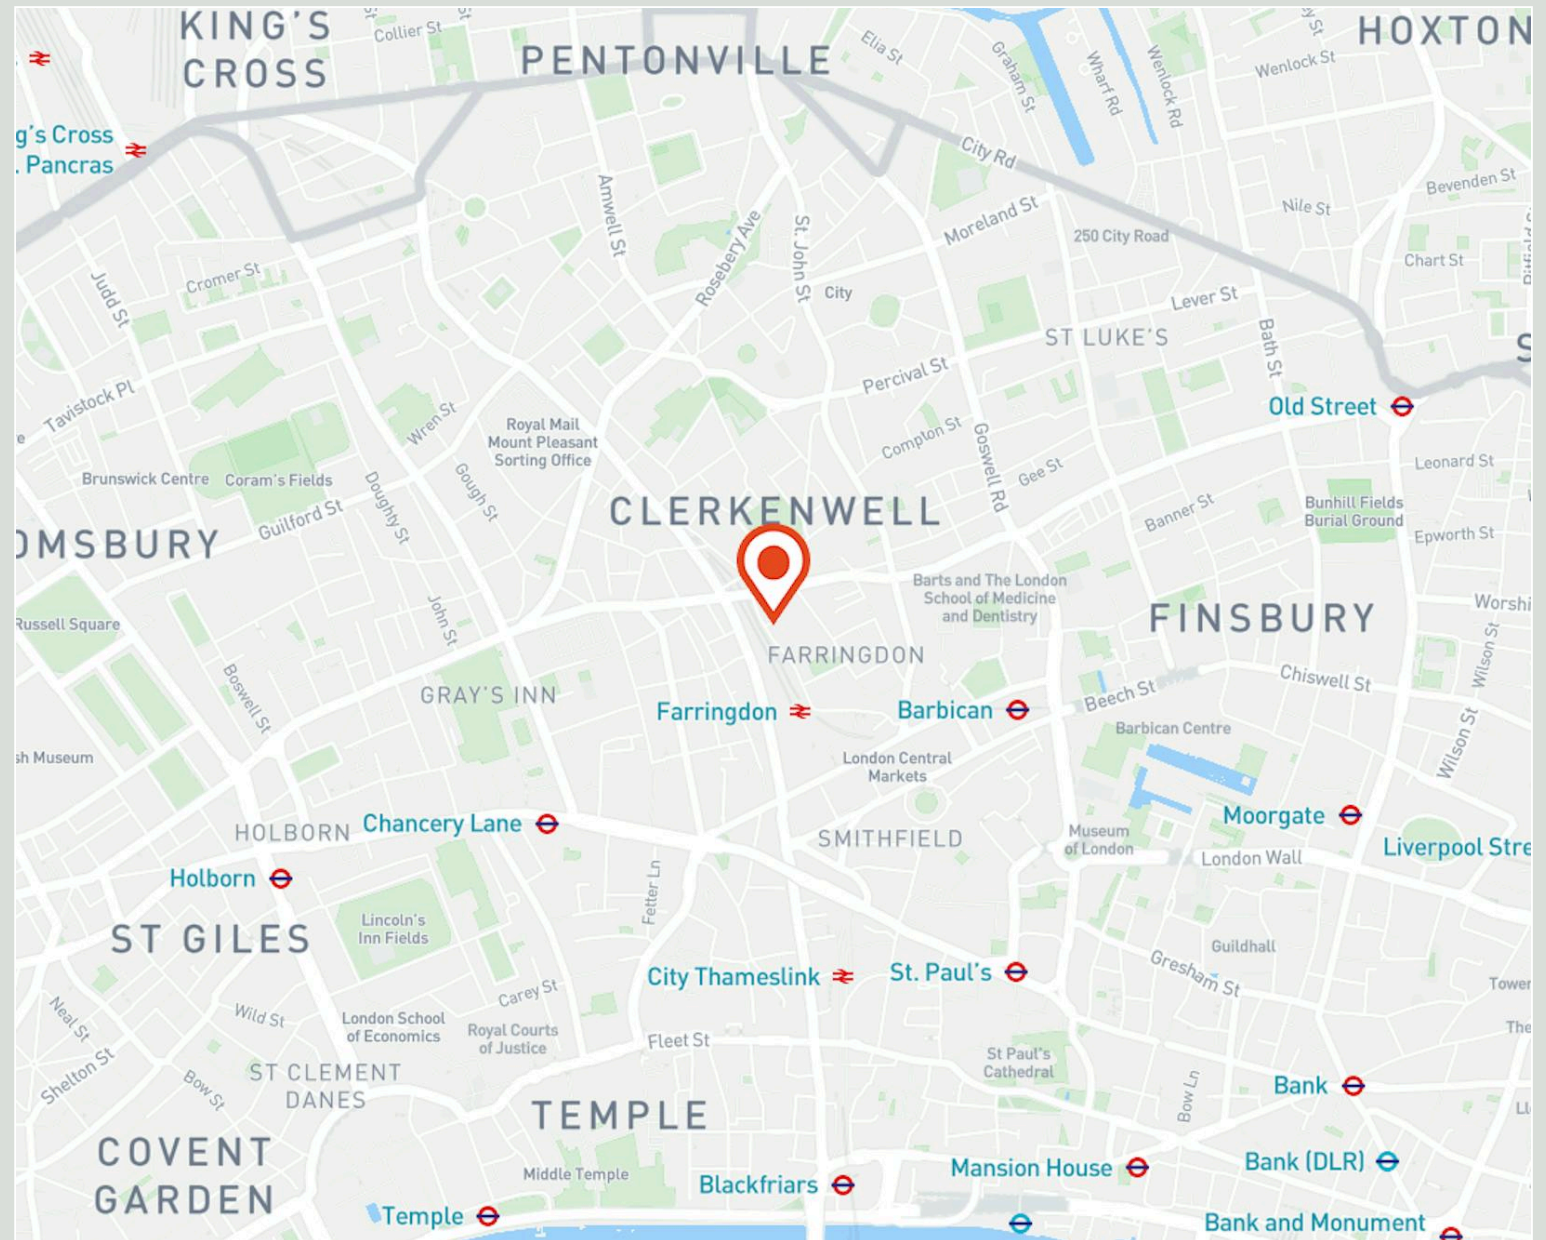 KING'S
CROSS
Collier St
PENTONVILLE
Elia St
Graham St
Wharf Rd
Wenlock Rd
Wenlock St
HOXTON
g's Cross
. Pancras
City Rd
Amwell St
Rosebery Ave
St. John St
Moreland St
250 City Road
Nile St
Bevenden St
Chart St
Judd St
Cromer St
City
Lever St
ST LUKE'S
Bath St
Percival St
Tavistock Pl
Wren St
Royal Mail
Mount Pleasant
Sorting Office
Compton St
Goswell Rd
Old Street
Brunswick Centre
Coram's Fields
Doughty St
Gough St
Gee St
Leonard St
Guilford St
CLERKENWELL
Banner St
Bunhill Fields
Burial Ground
Epworth St
OMSBURY
Barts and The London
School of Medicine
and Dentistry
FINSBURY
Worshi
Russell Square
John St
FARRINGDON
Wilson St
Boswell St
GRAY'S INN
Farringdon
Barbican
Beech St
Chiswell St
Barbican Centre
Wilson St
sh Museum
London Central
Markets
HOLBORN
Chancery Lane
SMITHFIELD
Museum
of London
Moorgate
London Wall
Liverpool Stre
Holborn
Fetter Ln
ST GILES
Lincoln's
Inn Fields
Guildhall
City Thameslink
St. Paul's
Gresham St
Tower
Neal St
Wild St
Carey St
London School
of Economics
Royal Courts
of Justice
Fleet St
The
St Paul's
Cathedral
Shelton St
Bow St
ST CLEMENT
DANES
Bow Ln
Bank
TEMPLE
COVENT
GARDEN
Middle Temple
Blackfriars
Mansion House
Bank (DLR)
Temple
Bank and Monument